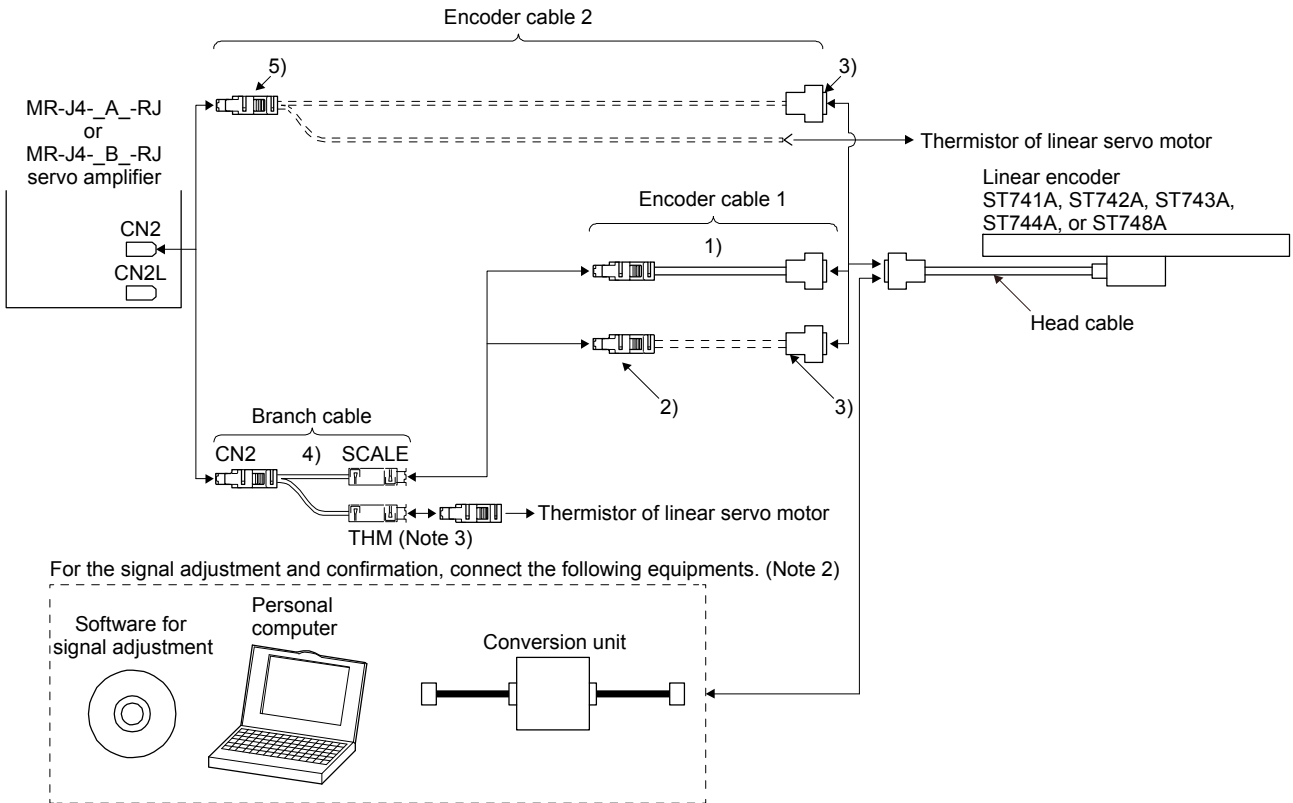 Encoder cable 2
5)
3)
MR-J4-_A_-RJ
or
MR-J4-_B_-RJ
servo amplifier
Thermistor of linear servo motor
Linear encoder
ST741A, ST742A, ST743A,
ST744A, or ST748A
Encoder cable 1
CN2
1)
CN2L
Head cable
2)
3)
Branch cable
CN2
4)
SCALE
Thermistor of linear servo motor
THM (Note 3)
For the signal adjustment and confirmation, connect the following equipments. (Note 2)
Software for
signal adjustment
Personal
computer
Conversion unit